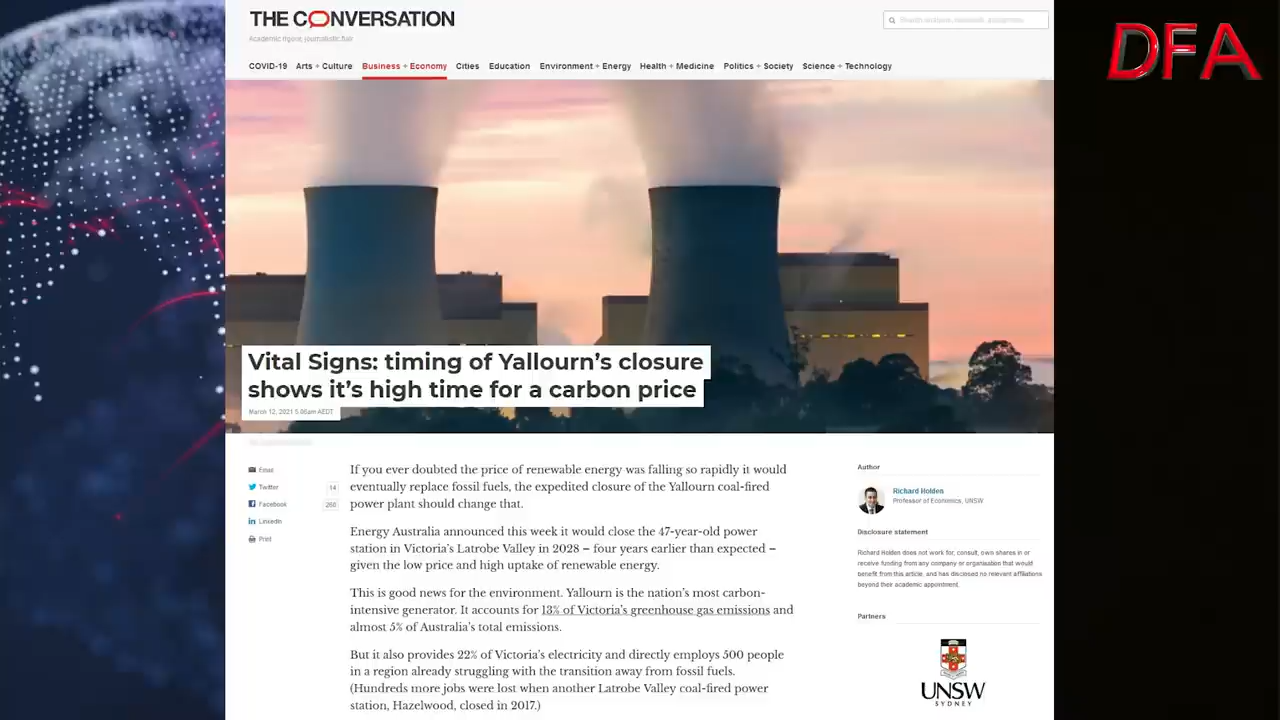 THE CONVERSATION
Academic rigour, journalistic flair
DFA
COVID-19 Arts + Culture Business + Economy Cities Education Environment + Energy Health + Medicine Politics + Society Science + Technology
Vital Signs: timing of Yallourn's closure
shows it's high time for a carbon price
March 12, 2021 5.06am AEDT
Email
Twitter 14
Facebook 260
LinkedIn
Print
If you ever doubted the price of renewable energy was falling so rapidly it would
eventually replace fossil fuels, the expedited closure of the Yallourn coal-fired
power plant should change that.
Energy Australia announced this week it would close the 47-year-old power
station in Victoria's Latrobe Valley in 2028 – four years earlier than expected –
given the low price and high uptake of renewable energy.
This is good news for the environment. Yallourn is the nation's most carbon-
intensive generator. It accounts for 13% of Victoria's greenhouse gas emissions and
almost 5% of Australia's total emissions.
But it also provides 22% of Victoria's electricity and directly employs 500 people
in a region already struggling with the transition away from fossil fuels.
(Hundreds more jobs were lost when another Latrobe Valley coal-fired power
station, Hazelwood, closed in 2017.)
Author
Richard Holden
Professor of Economics, UNSW
Disclosure statement
Richard Holden does not work for, consult, own shares in or
receive funding from any company or organisation that would
benefit from this article, and has disclosed no relevant affiliations
beyond their academic appointment.
Partners
UNSW
SYDNEY